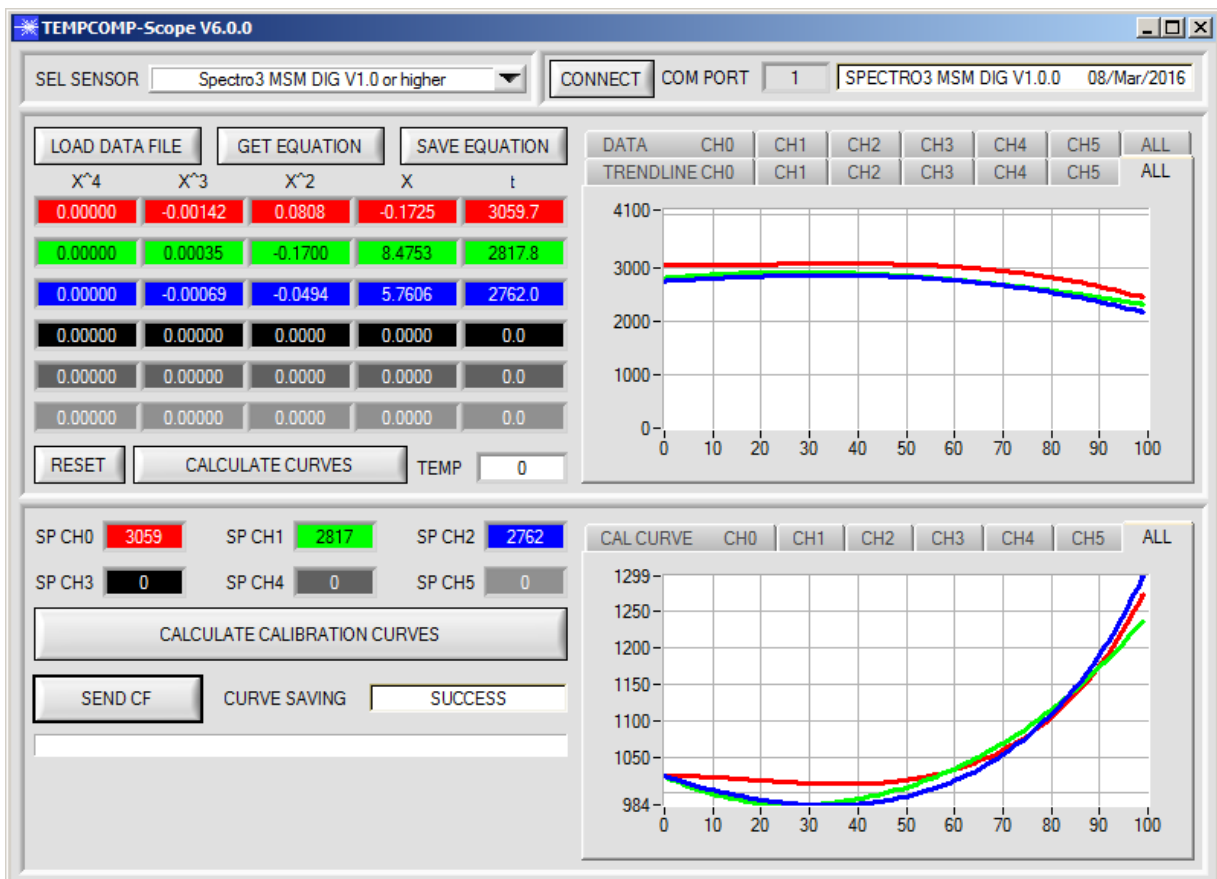 TEMPCOMP-Scope V6.0.0
SEL SENSOR Spectro3 MSM DIG V1.0 or higher
CONNECT COM PORT 1 SPECTRO3 MSM DIG V1.0.0 08/Mar/2016
LOAD DATA FILE GET EQUATION SAVE EQUATION
X^4 X^3 X^2 X t
0.00000 -0.00142 0.0808 -0.1725 3059.7
0.00000 0.00035 -0.1700 8.4753 2817.8
0.00000 -0.00069 -0.0494 5.7606 2762.0
0.00000 0.00000 0.0000 0.0000 0.0
0.00000 0.00000 0.0000 0.0000 0.0
0.00000 0.00000 0.0000 0.0000 0.0
RESET CALCULATE CURVES TEMP 0
DATA CH0 CH1 CH2 CH3 CH4 CH5 ALL
TRENDLINE CH0 CH1 CH2 CH3 CH4 CH5 ALL
4100
3000
2000
1000
0
0 10 20 30 40 50 60 70 80 90 100
SP CH0 3059 SP CH1 2817 SP CH2 2762
SP CH3 0 SP CH4 0 SP CH5 0
CALCULATE CALIBRATION CURVES
SEND CF CURVE SAVING SUCCESS
CAL CURVE CH0 CH1 CH2 CH3 CH4 CH5 ALL
1299
1250
1200
1150
1100
1050
984
0 10 20 30 40 50 60 70 80 90 100